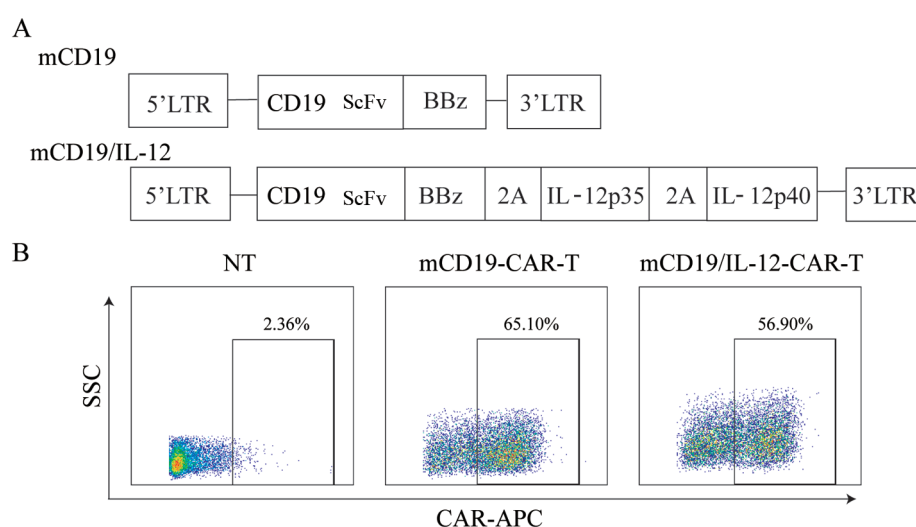 A
mCD19
5’LTR CD19 ScFv BBz 3’LTR
mCD19/IL-12
5’LTR CD19 ScFv BBz 2A IL-12p35 2A IL-12p40 3’LTR
B
NT mCD19-CAR-T mCD19/IL-12-CAR-T
2.36% 65.10% 56.90%
SSC
CAR-APC